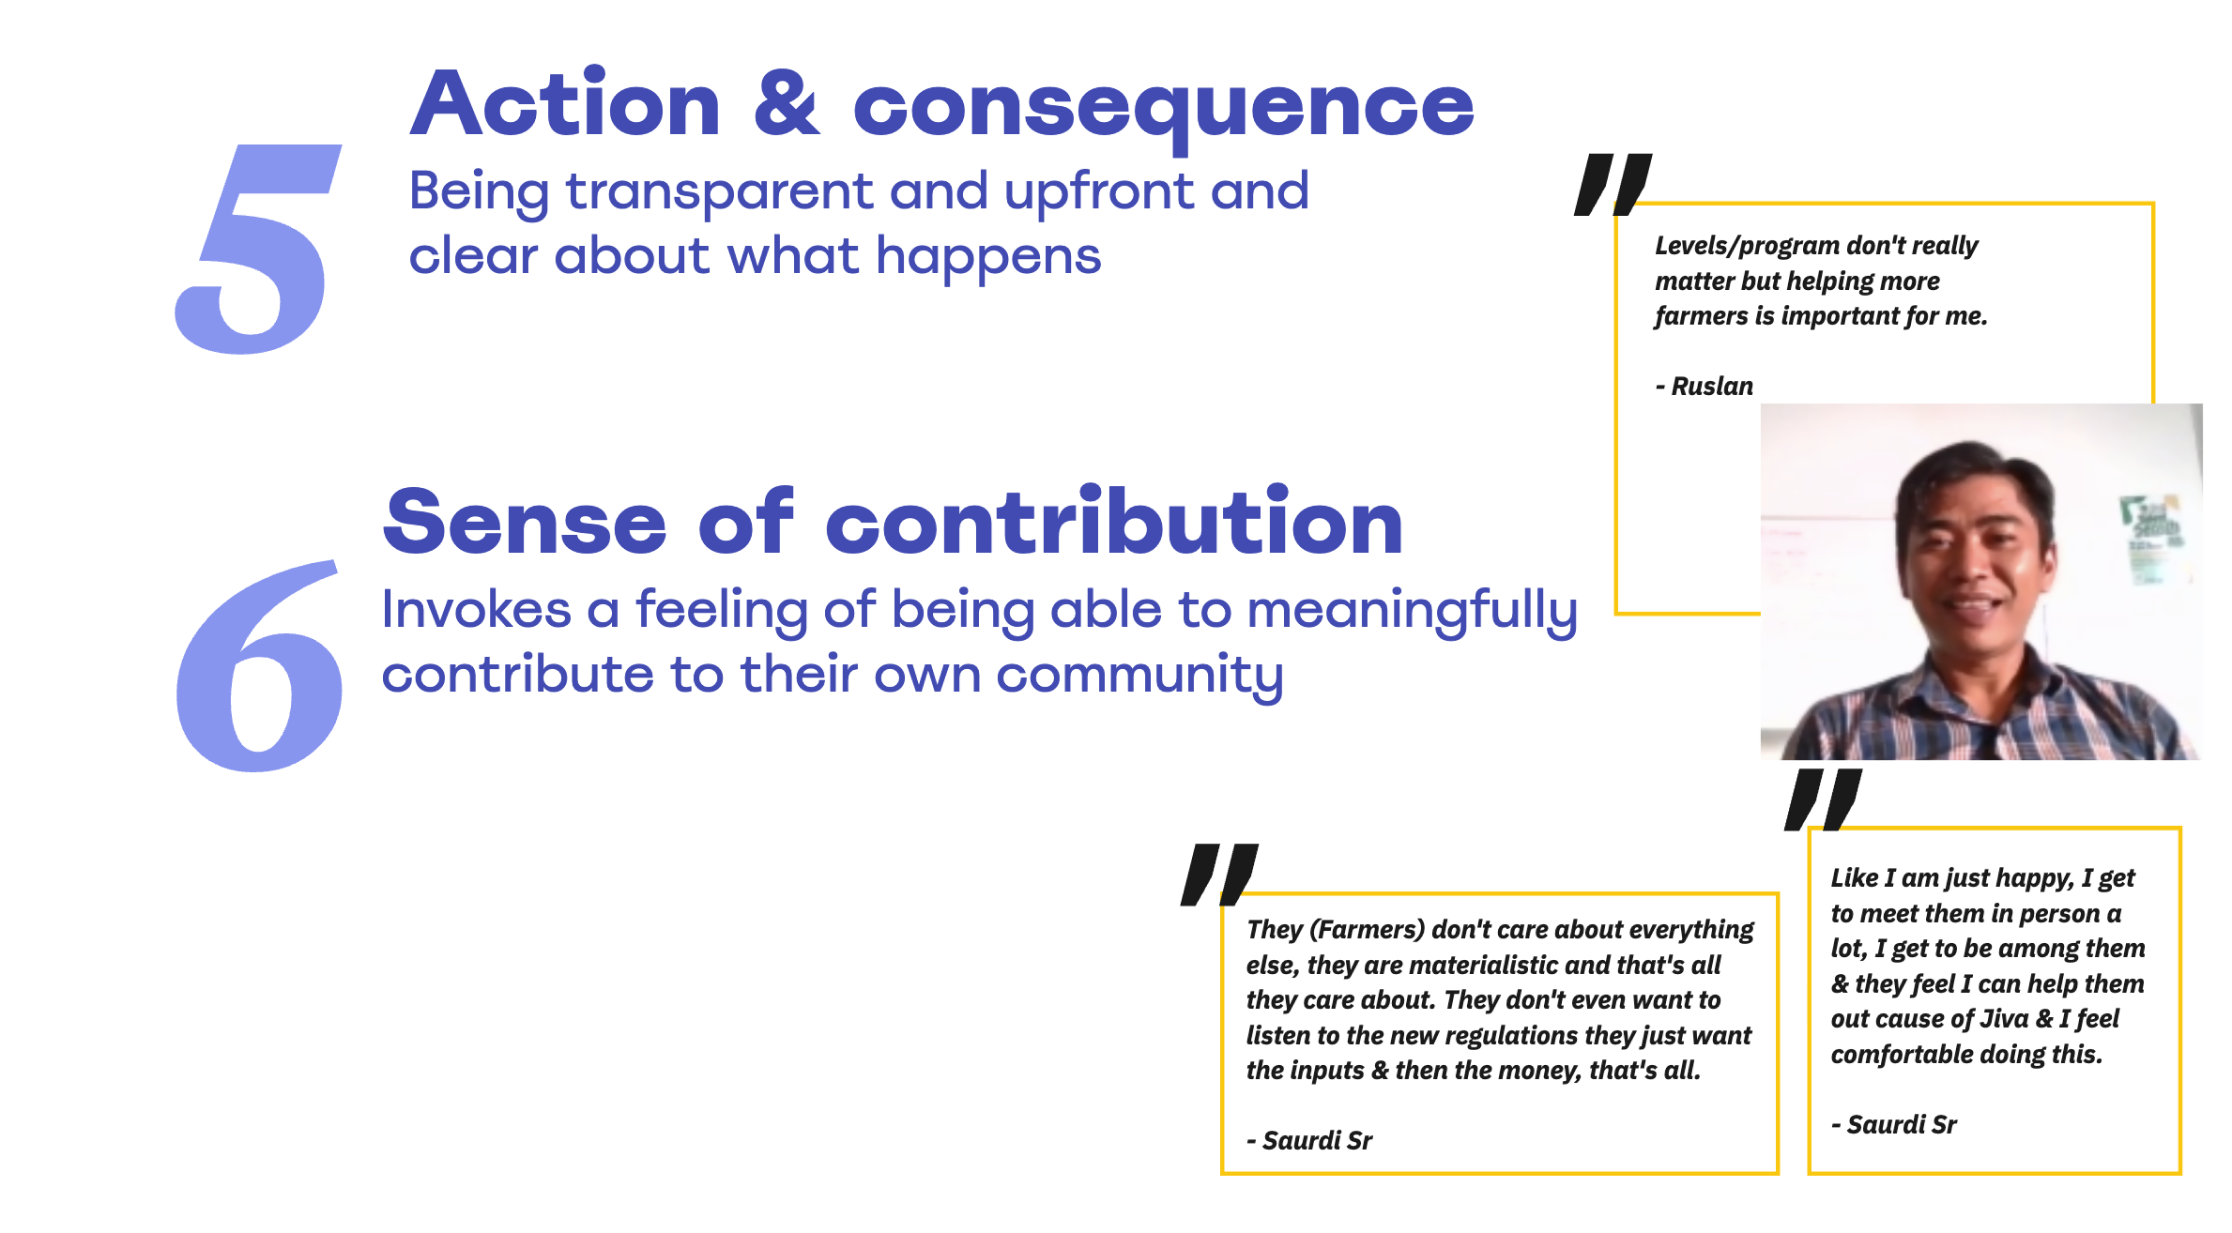 5
Action & consequence
Being transparent and upfront and
clear about what happens
6
Sense of contribution
Invokes a feeling of being able to meaningfully
contribute to their own community
"
Levels/program don't really
matter but helping more
farmers is important for me.
- Ruslan
"
They (Farmers) don't care about everything
else, they are materialistic and that's all
they care about. They don't even want to
listen to the new regulations they just want
the inputs & then the money, that's all.
- Saurdi Sr
"
Like I am just happy, I get
to meet them in person a
lot, I get to be among them
& they feel I can help them
out cause of Jiva & I feel
comfortable doing this.
- Saurdi Sr